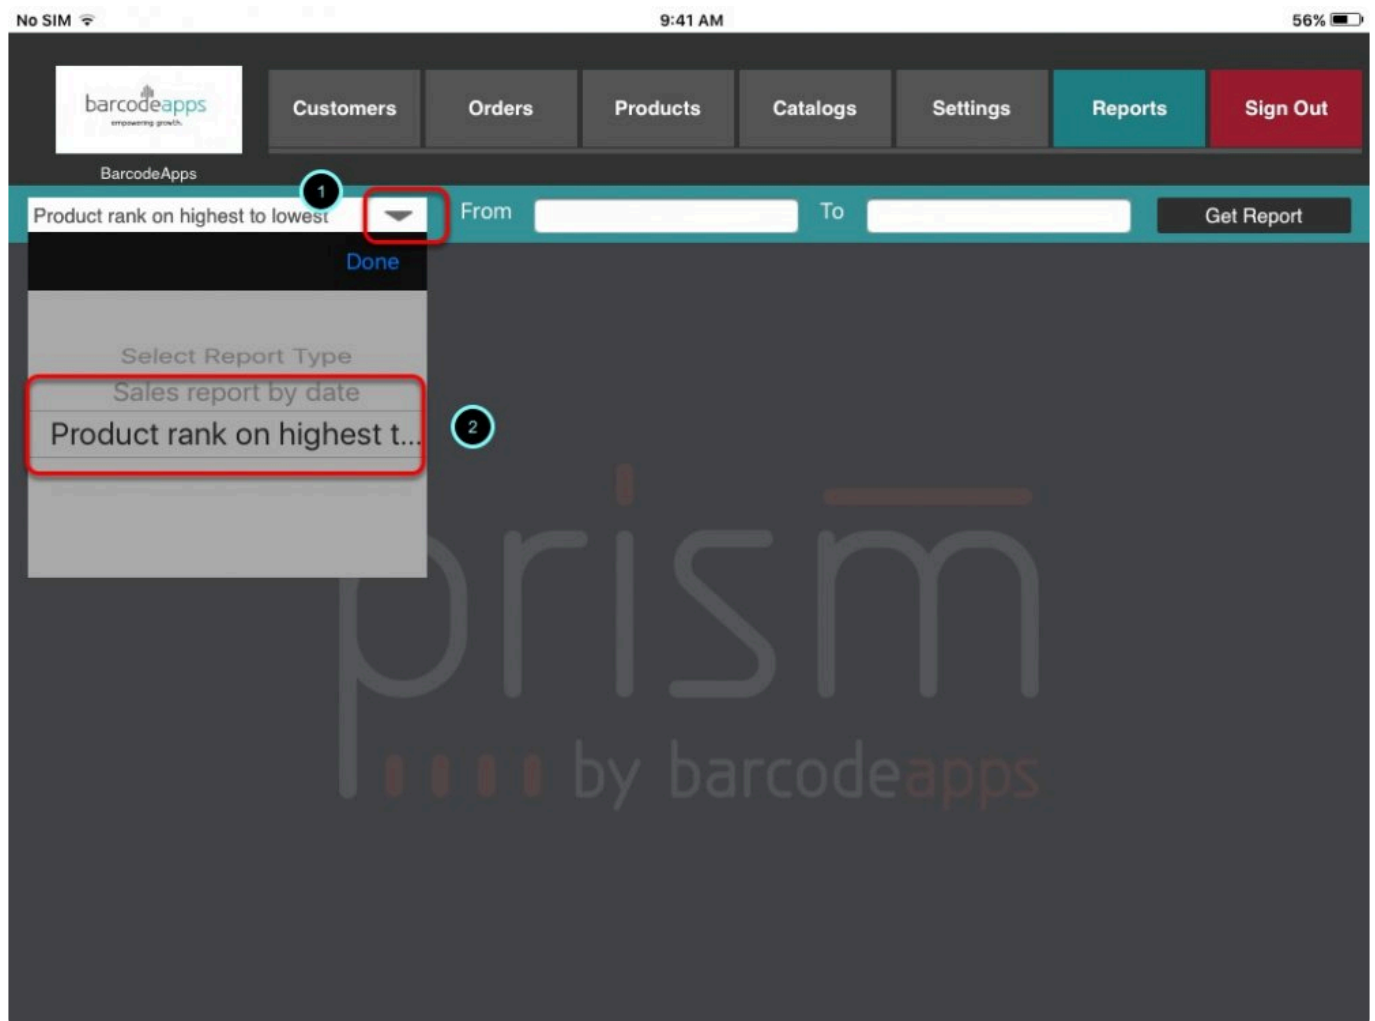 No SIM 9:41 AM 56%
barcodeapps
empowering growth.
Customers Orders Products Catalogs Settings Reports Sign Out
BarcodeApps
1
Product rank on highest to lowest From To Get Report
Done
Select Report Type
Sales report by date
Product rank on highest t...
2
prism
by barcodeapps